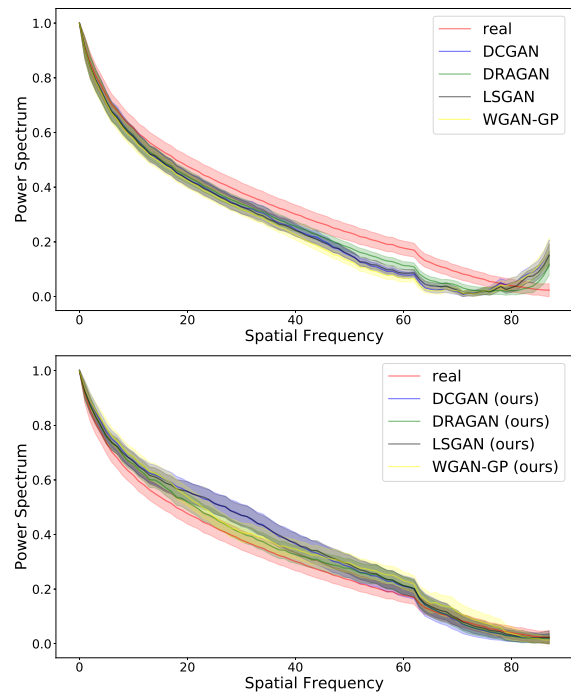 1.0
0.8
0.6
0.4
0.2
0.0
Power Spectrum
real
DCGAN
DRAGAN
LSGAN
WGAN-GP
0 20 40 60 80
Spatial Frequency
1.0
0.8
0.6
0.4
0.2
0.0
Power Spectrum
real
DCGAN (ours)
DRAGAN (ours)
LSGAN (ours)
WGAN-GP (ours)
0 20 40 60 80
Spatial Frequency